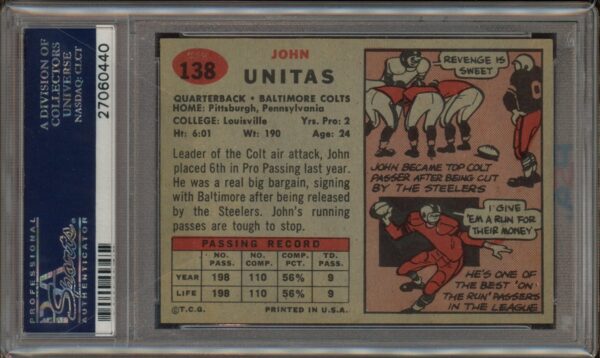 A DIVISION OF
COLLECTORS
UNIVERSE
NASDAQ: CLCT
27060440
PROFESSIONAL
PSA
Sports
AUTHENTICATOR
138
JOHN
UNITAS
QUARTERBACK • BALTIMORE COLTS
HOME: Pittsburgh, Pennsylvania
COLLEGE: Louisville Yrs. Pro: 2
Ht: 6:01 Wt: 190 Age: 24
Leader of the Colt air attack, John
placed 6th in Pro Passing last year.
He was a real big bargain, signing
with Baltimore after being released
by the Steelers. John's running
passes are tough to stop.
PASSING RECORD
NO. PASS. NO. COMP. COMP. PCT. TD. PASS.
YEAR 198 110 56% 9
LIFE 198 110 56% 9
©T.C.G. PRINTED IN U.S.A.
REVENGE IS
SWEET
JOHN BECAME TOP COLT
PASSER AFTER BEING CUT
BY THE STEELERS
I GIVE
'EM A RUN FOR
THEIR MONEY
HE'S ONE OF
THE BEST "ON
THE RUN" PASSERS
IN THE LEAGUE